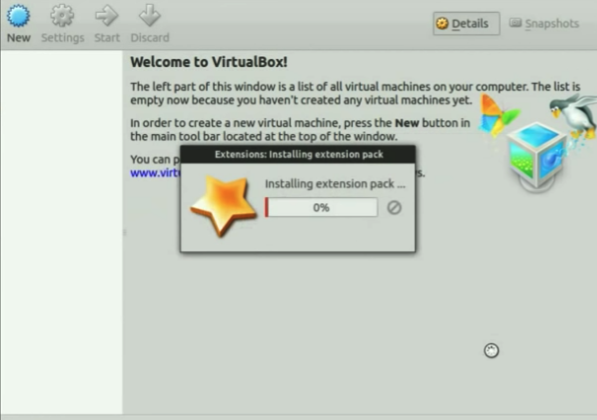 New Settings Start Discard Details Snapshots
Welcome to VirtualBox!
The left part of this window is a list of all virtual machines on your computer. The list is
empty now because you haven't created any virtual machines yet.
In order to create a new virtual machine, press the New button in
the main tool bar located at the top of the window.
You can p
www.virtu
s.
Extensions: Installing extension pack
Installing extension pack ...
0%